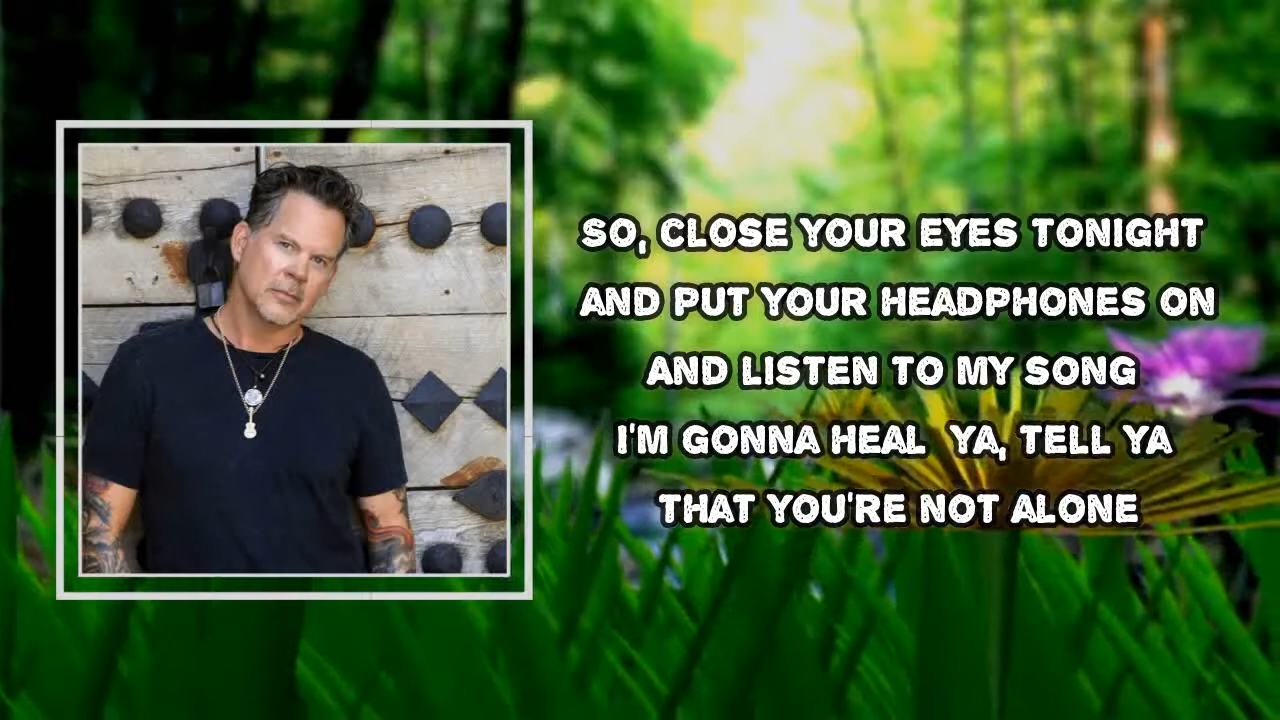 SO, CLOSE YOUR EYES TONIGHT
AND PUT YOUR HEADPHONES ON
AND LISTEN TO MY SONG
I'M GONNA HEAL  YA, TELL YA
THAT YOU'RE NOT ALONE